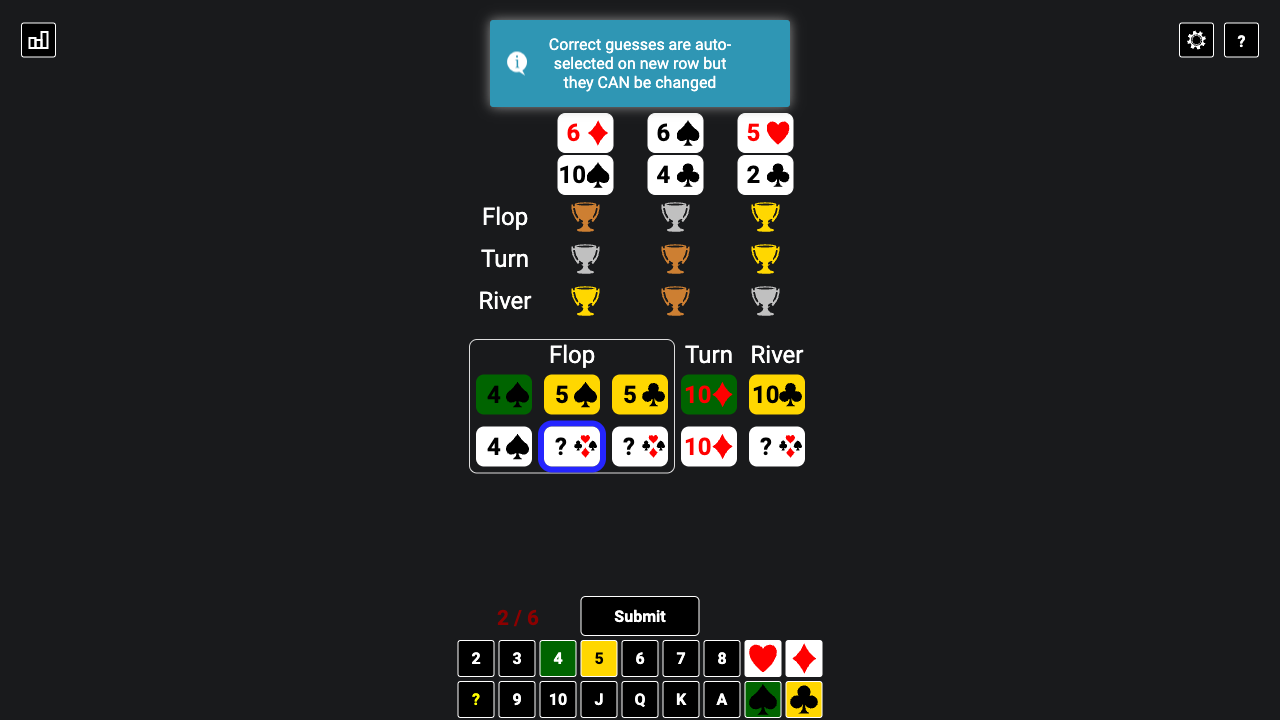 ?
i
Correct guesses are auto-
selected on new row but
they CAN be changed
6 ♦ 6 ♠ 5 ♥
10♠ 4 ♣ 2 ♣
Flop
Turn
River
Flop Turn River
4 ♠ 5 ♠ 5 ♣ 10♦ 10♣
4 ♠ ? ? 10♦ ?
2 / 6 Submit
2 3 4 5 6 7 8 ♥ ♦
? 9 10 J Q K A ♠ ♣